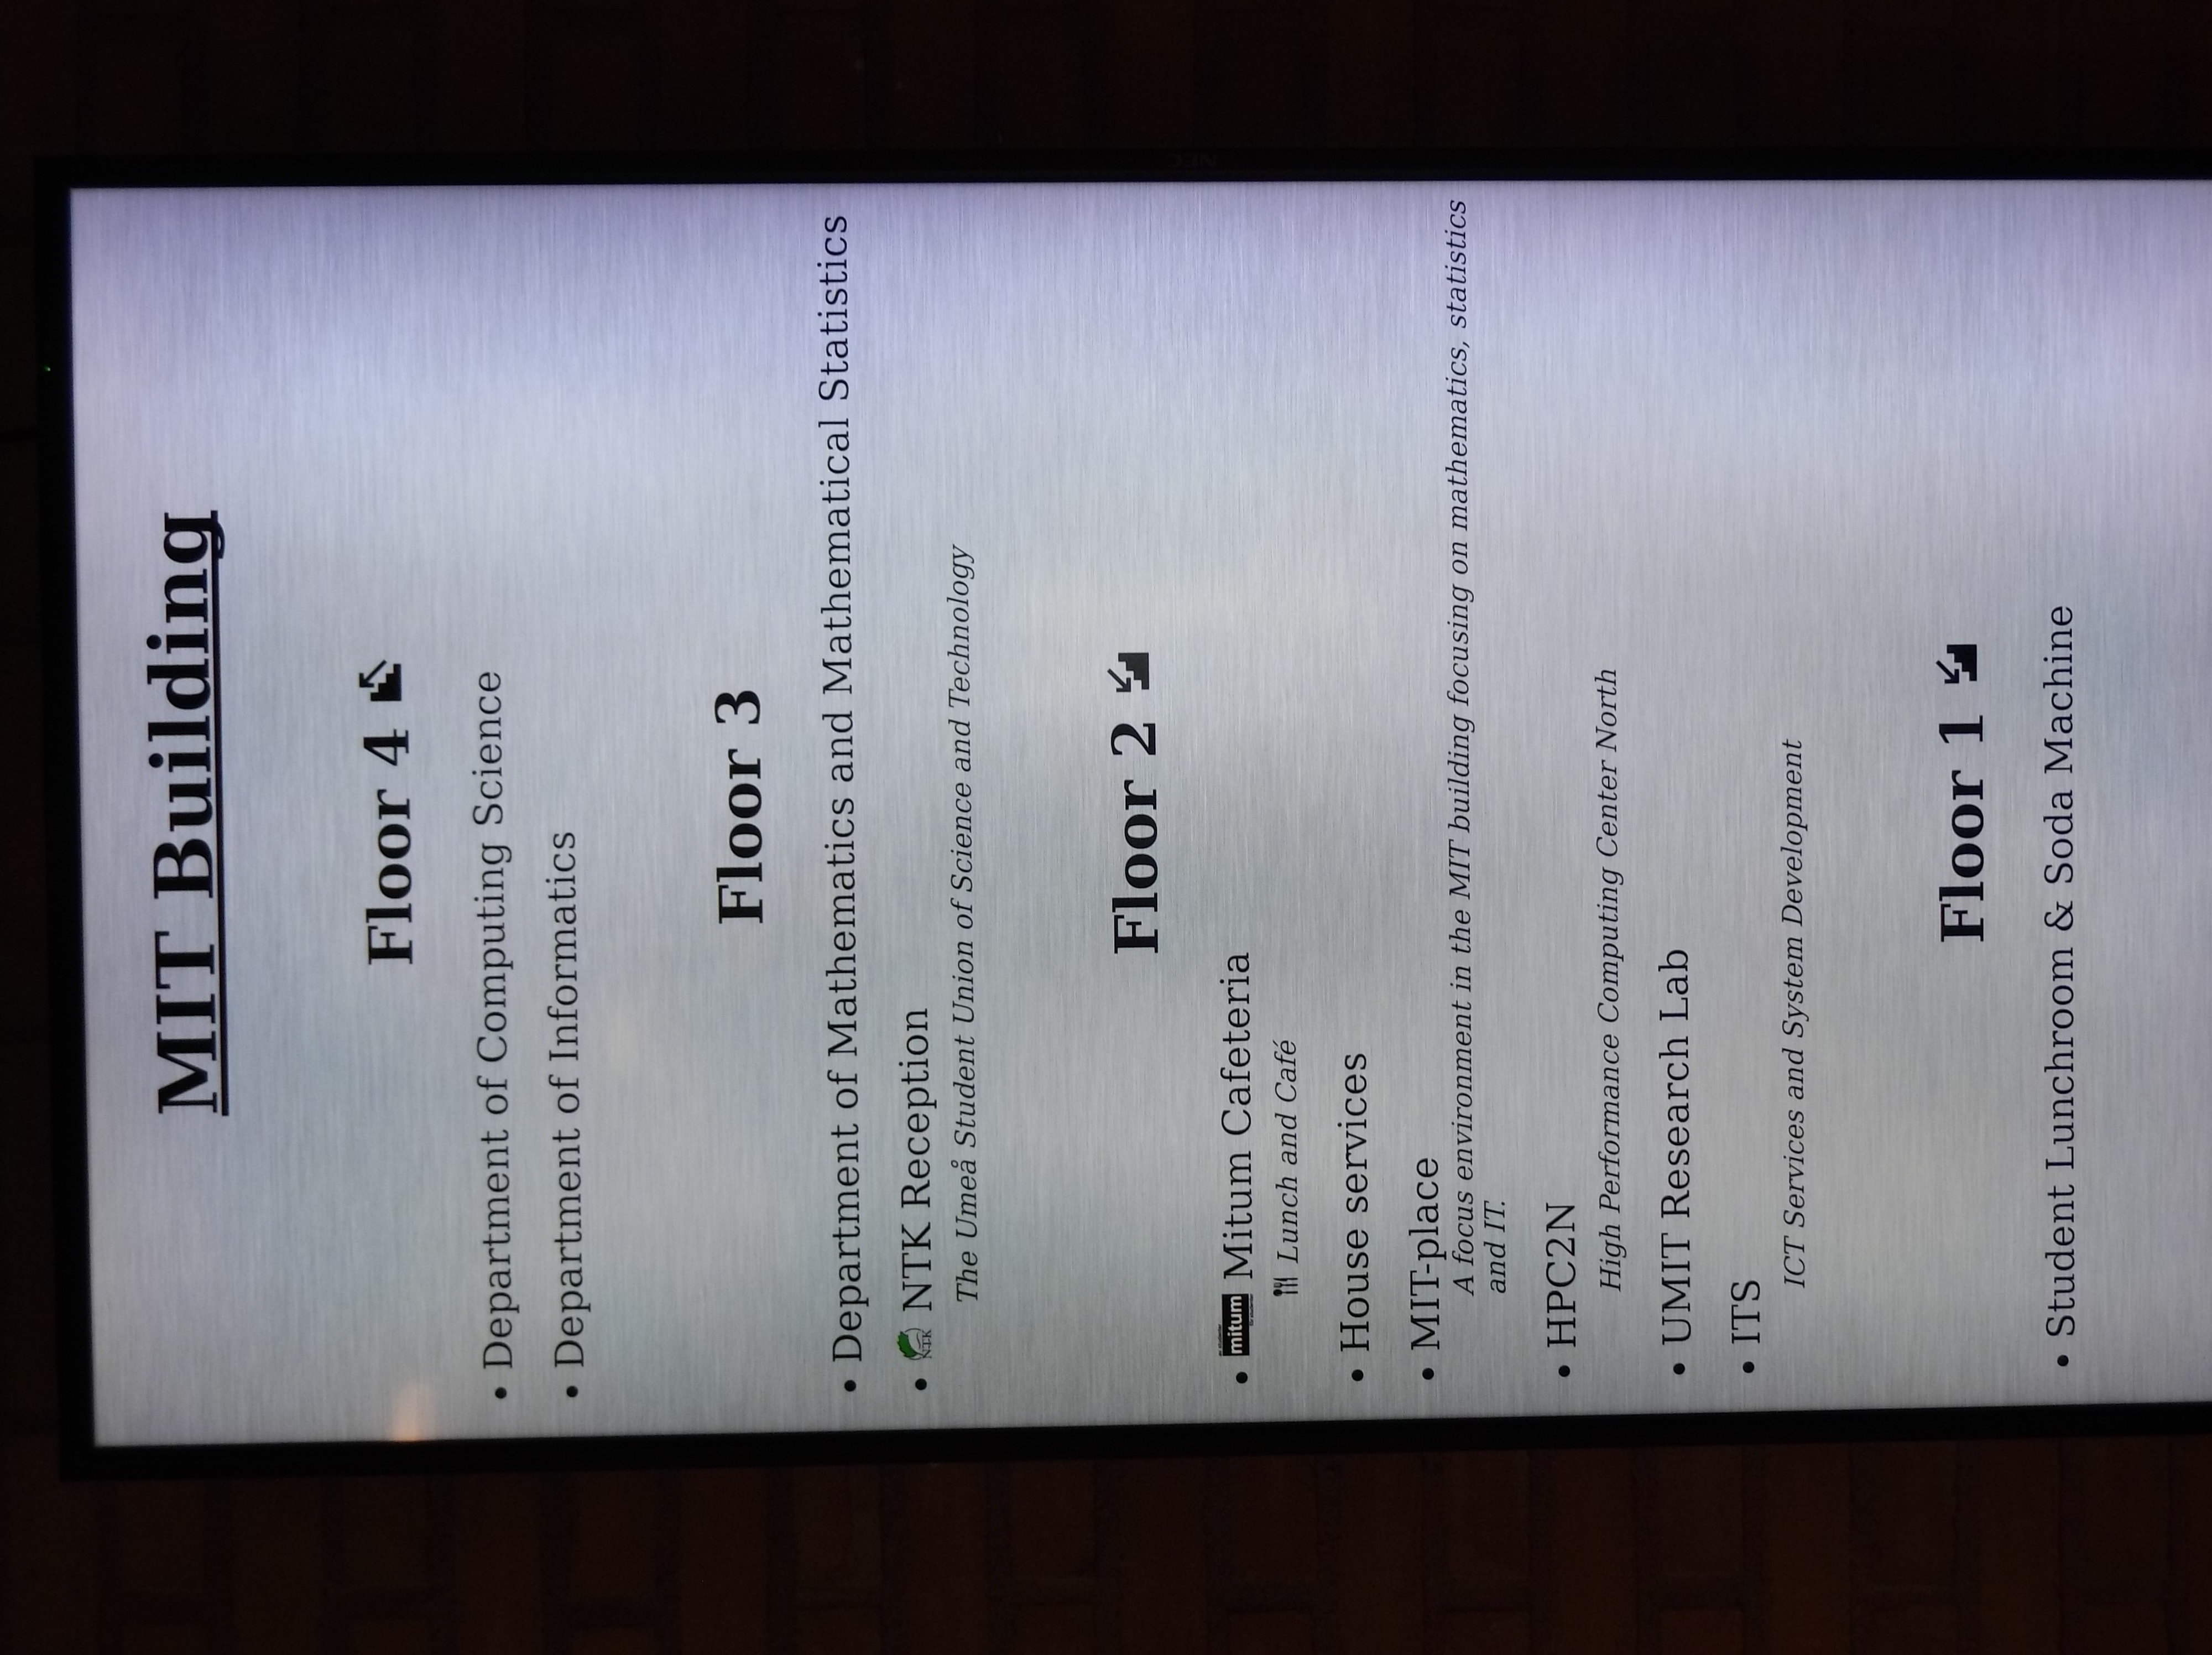 MIT Building
Floor 4
• Department of Computing Science
• Department of Informatics
Floor 3
• Department of Mathematics and Mathematical Statistics
• NTK NTK Reception
The Umeå Student Union of Science and Technology
Floor 2
• mitum Mitum Cafeteria
Lunch and Café
• House services
• MIT-place
A focus environment in the MIT building focusing on mathematics, statistics
and IT.
• HPC2N
High Performance Computing Center North
• UMIT Research Lab
• ITS
ICT Services and System Development
Floor 1
• Student Lunchroom & Soda Machine